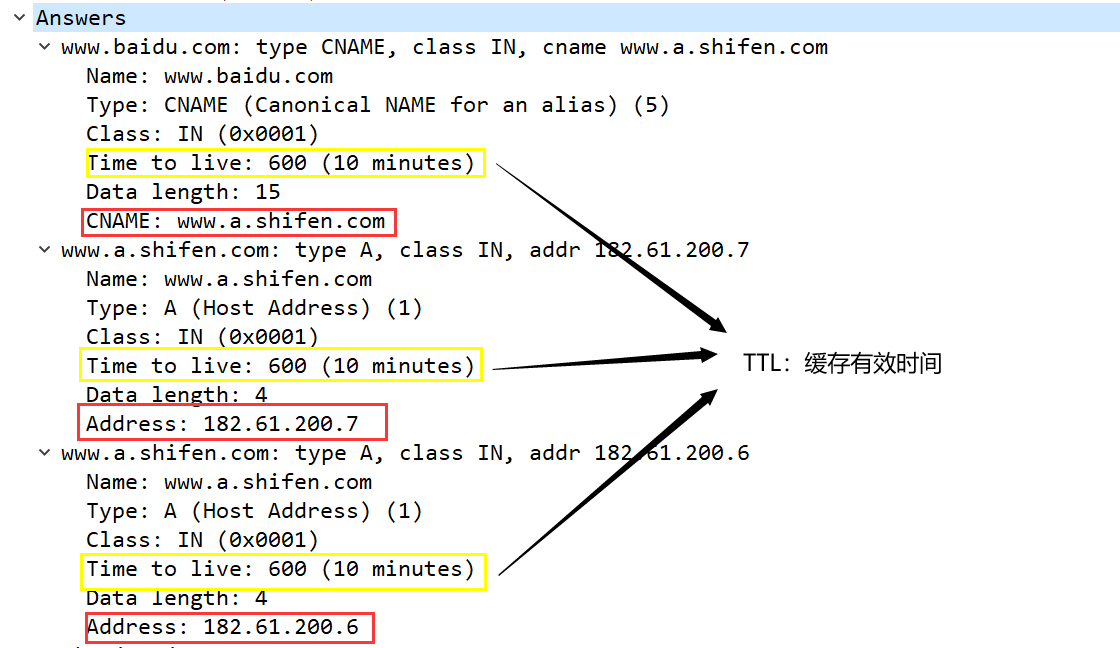 Answers
www.baidu.com: type CNAME, class IN, cname www.a.shifen.com
Name: www.baidu.com
Type: CNAME (Canonical NAME for an alias) (5)
Class: IN (0x0001)
Time to live: 600 (10 minutes)
Data length: 15
CNAME: www.a.shifen.com
www.a.shifen.com: type A, class IN, addr 182.61.200.7
Name: www.a.shifen.com
Type: A (Host Address) (1)
Class: IN (0x0001)
Time to live: 600 (10 minutes)
TTL：缓存有效时间
Data length: 4
Address: 182.61.200.7
www.a.shifen.com: type A, class IN, addr 182.61.200.6
Name: www.a.shifen.com
Type: A (Host Address) (1)
Class: IN (0x0001)
Time to live: 600 (10 minutes)
Data length: 4
Address: 182.61.200.6